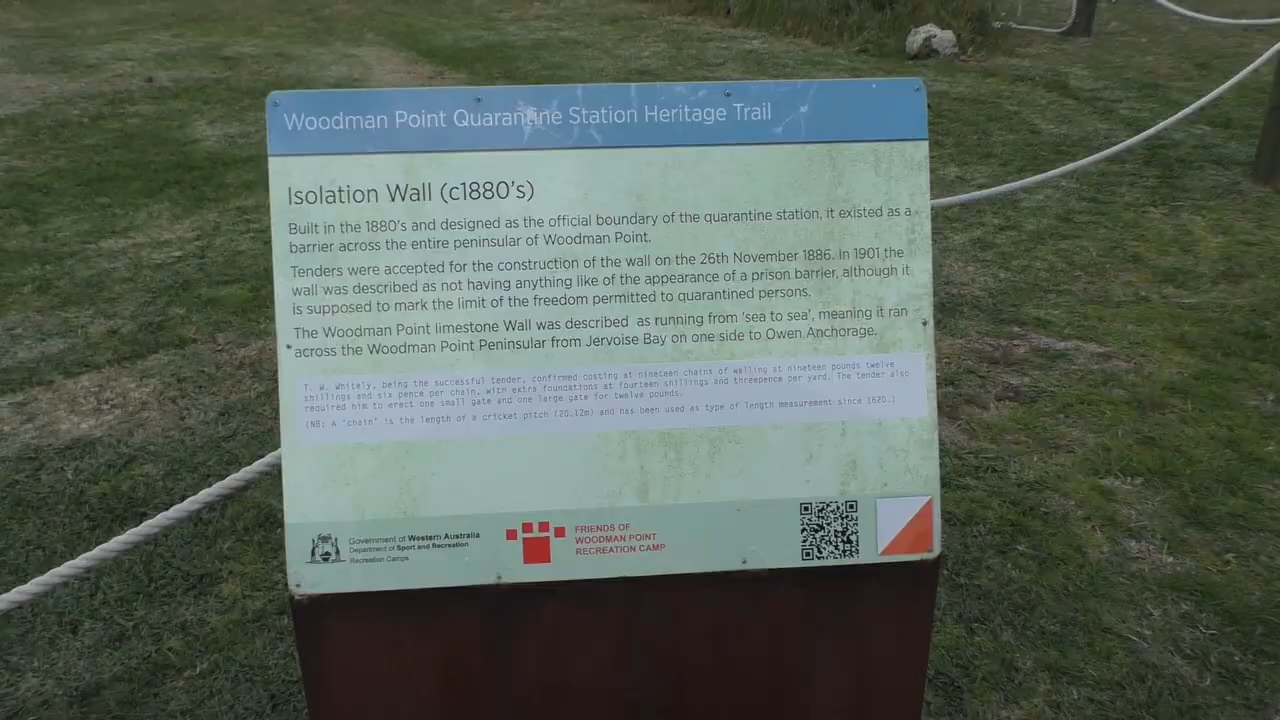 Woodman Point Quarantine Station Heritage Trail
Isolation Wall (c1880's)
Built in the 1880's and designed as the official boundary of the quarantine station, it existed as a
barrier across the entire peninsular of Woodman Point.
Tenders were accepted for the construction of the wall on the 26th November 1886. In 1901 the
wall was described as not having anything like of the appearance of a prison barrier, although it
is supposed to mark the limit of the freedom permitted to quarantined persons.
The Woodman Point limestone Wall was described as running from 'sea to sea', meaning it ran
across the Woodman Point Peninsular from Jervoise Bay on one side to Owen Anchorage.
T. W. Whitely, being the successful tender, confirmed costing at nineteen chains of walling at nineteen pounds twelve
shillings and six pence per chain, with extra foundations at fourteen shillings and threepence per yard. The tender also
required him to erect one small gate and one large gate for twelve pounds.
(NB: A "chain" is the length of a cricket pitch (20.12m) and has been used as type of length measurement since 1620.)
Government of Western Australia
Department of Sport and Recreation
Recreation Camps
FRIENDS OF
WOODMAN POINT
RECREATION CAMP